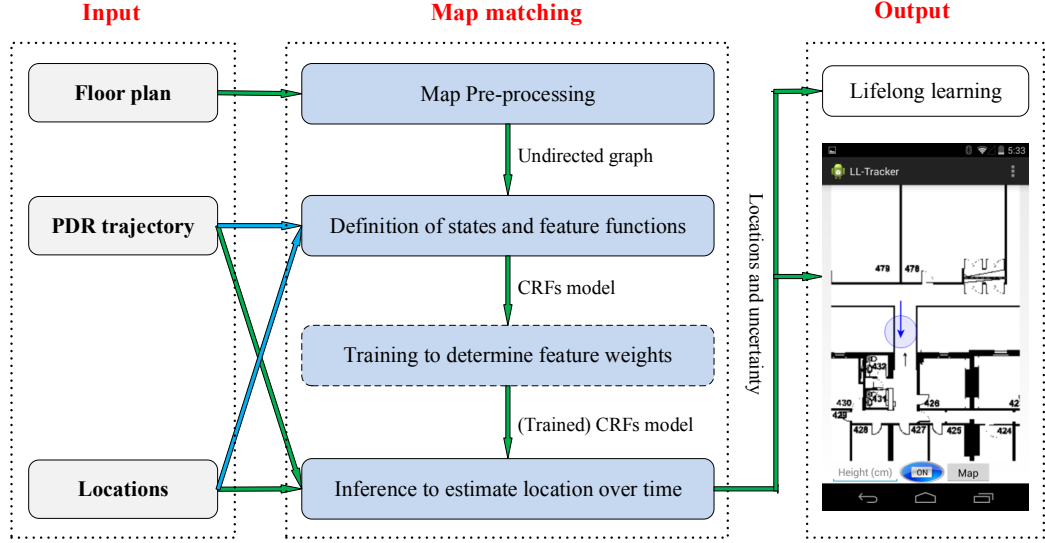 Input
Map matching
Output
Floor plan
Map Pre-processing
Lifelong learning
Undirected graph
PDR trajectory
Definition of states and feature functions
CRFs model
Training to determine feature weights
(Trained) CRFs model
Locations
Inference to estimate location over time
Locations and uncertainty
5:33
LL-Tracker
479
478
432
431
430
429
426
428
427
425
424
Height (cm)
ON
Map